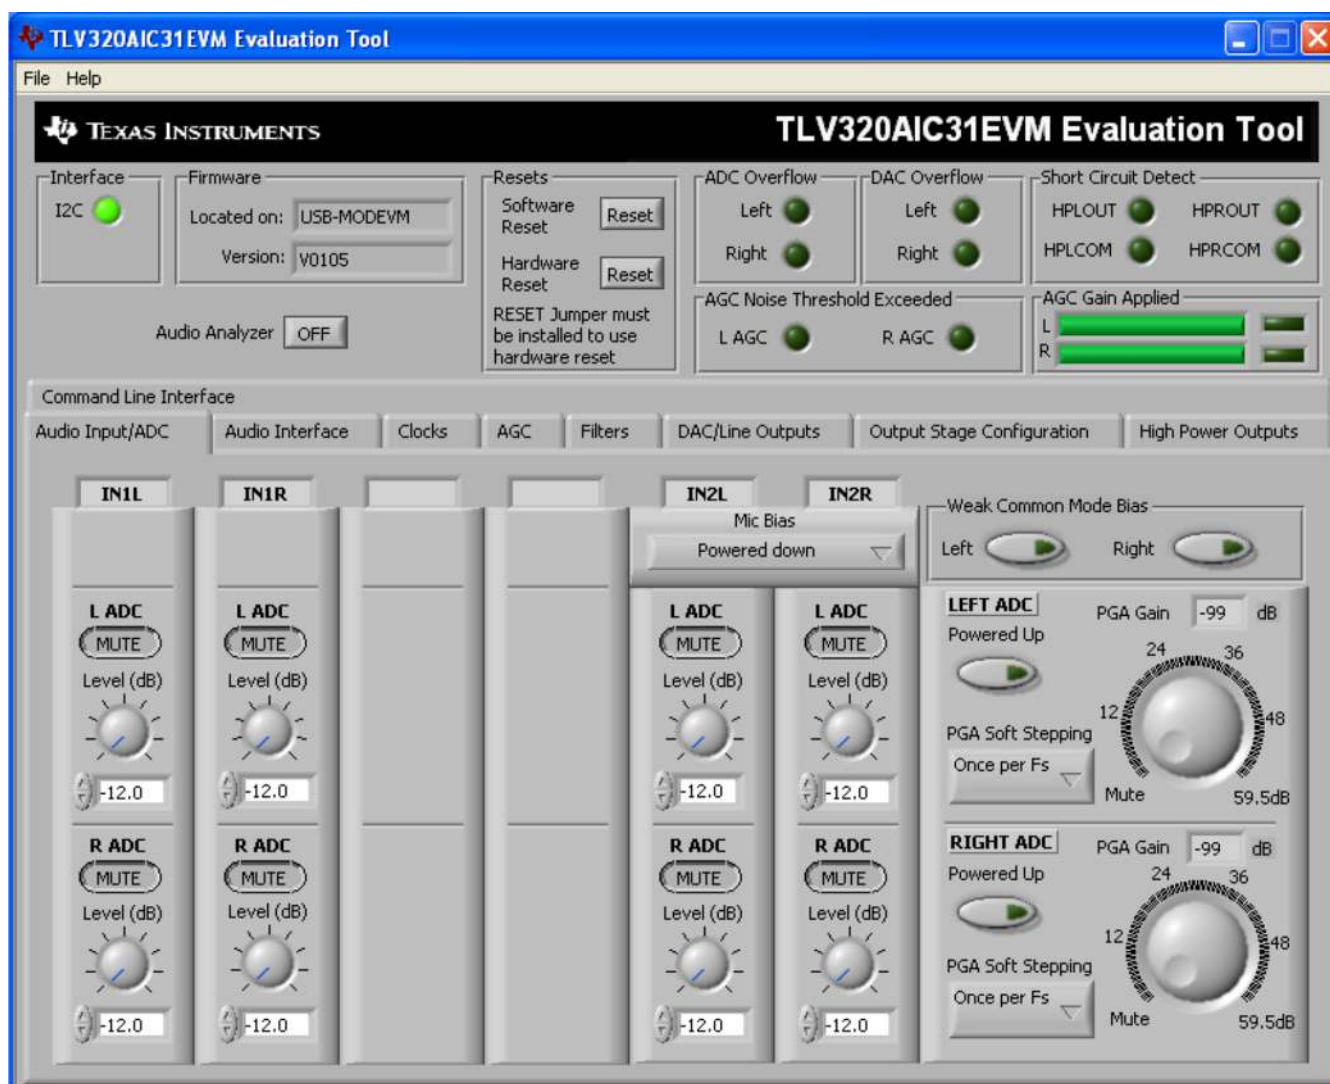 TLV320AIC31EVM Evaluation Tool
File Help
TEXAS INSTRUMENTS
TLV320AIC31EVM Evaluation Tool
Interface
I2C
Firmware
Located on: USB-MODEVM
Version: V0105
Audio Analyzer OFF
Resets
Software Reset Reset
Hardware Reset Reset
RESET Jumper must
be installed to use
hardware reset
ADC Overflow
Left
Right
DAC Overflow
Left
Right
Short Circuit Detect
HPLOUT HPROUT
HPLCOM HPRCOM
AGC Noise Threshold Exceeded
L AGC R AGC
AGC Gain Applied
L
R
Command Line Interface
Audio Input/ADC Audio Interface Clocks AGC Filters DAC/Line Outputs Output Stage Configuration High Power Outputs
IN1L IN1R IN2L IN2R
Mic Bias
Powered down
L ADC L ADC L ADC L ADC
MUTE MUTE MUTE MUTE
Level (dB) Level (dB) Level (dB) Level (dB)
-12.0 -12.0 -12.0 -12.0
R ADC R ADC R ADC R ADC
MUTE MUTE MUTE MUTE
Level (dB) Level (dB) Level (dB) Level (dB)
-12.0 -12.0 -12.0 -12.0
Weak Common Mode Bias
Left Right
LEFT ADC PGA Gain -99 dB
Powered Up
24 36
12 48
PGA Soft Stepping
Once per Fs
Mute 59.5dB
RIGHT ADC PGA Gain -99 dB
Powered Up
24 36
12 48
PGA Soft Stepping
Once per Fs
Mute 59.5dB